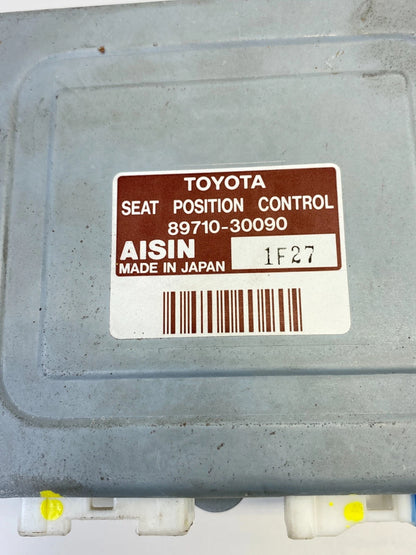 TOYOTA
SEAT POSITION CONTROL
89710-30090
AISIN
MADE IN JAPAN
1F27